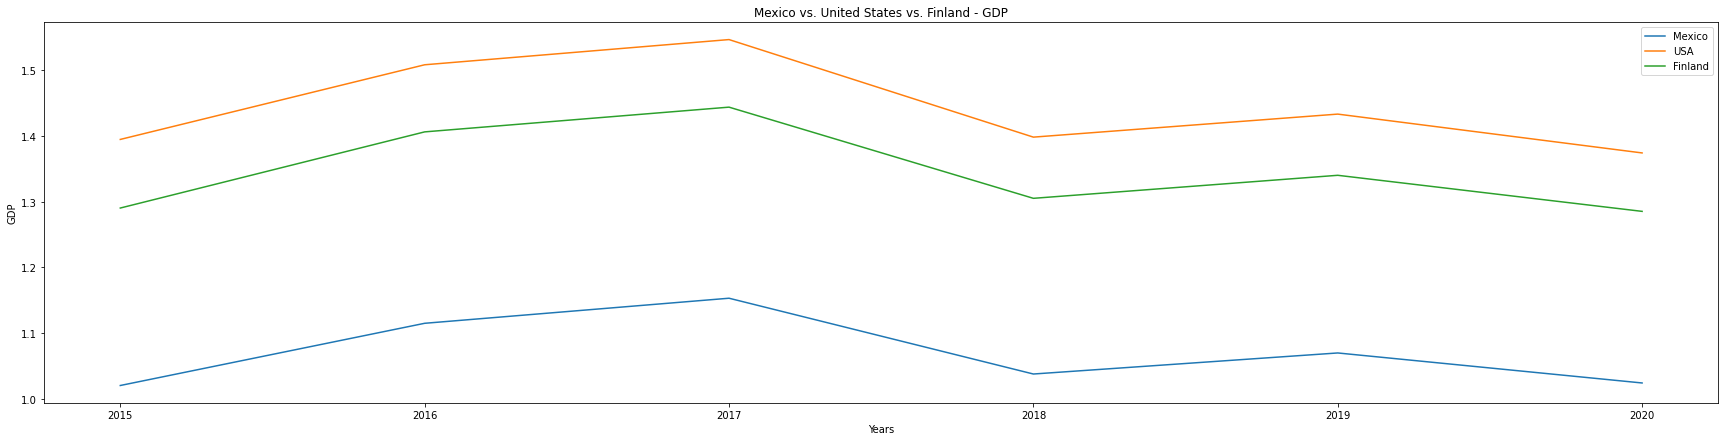 Mexico vs. United States vs. Finland - GDP
Mexico
USA
Finland
GDP
1.5
1.4
1.3
1.2
1.1
1.0
2015 2016 2017 2018 2019 2020
Years